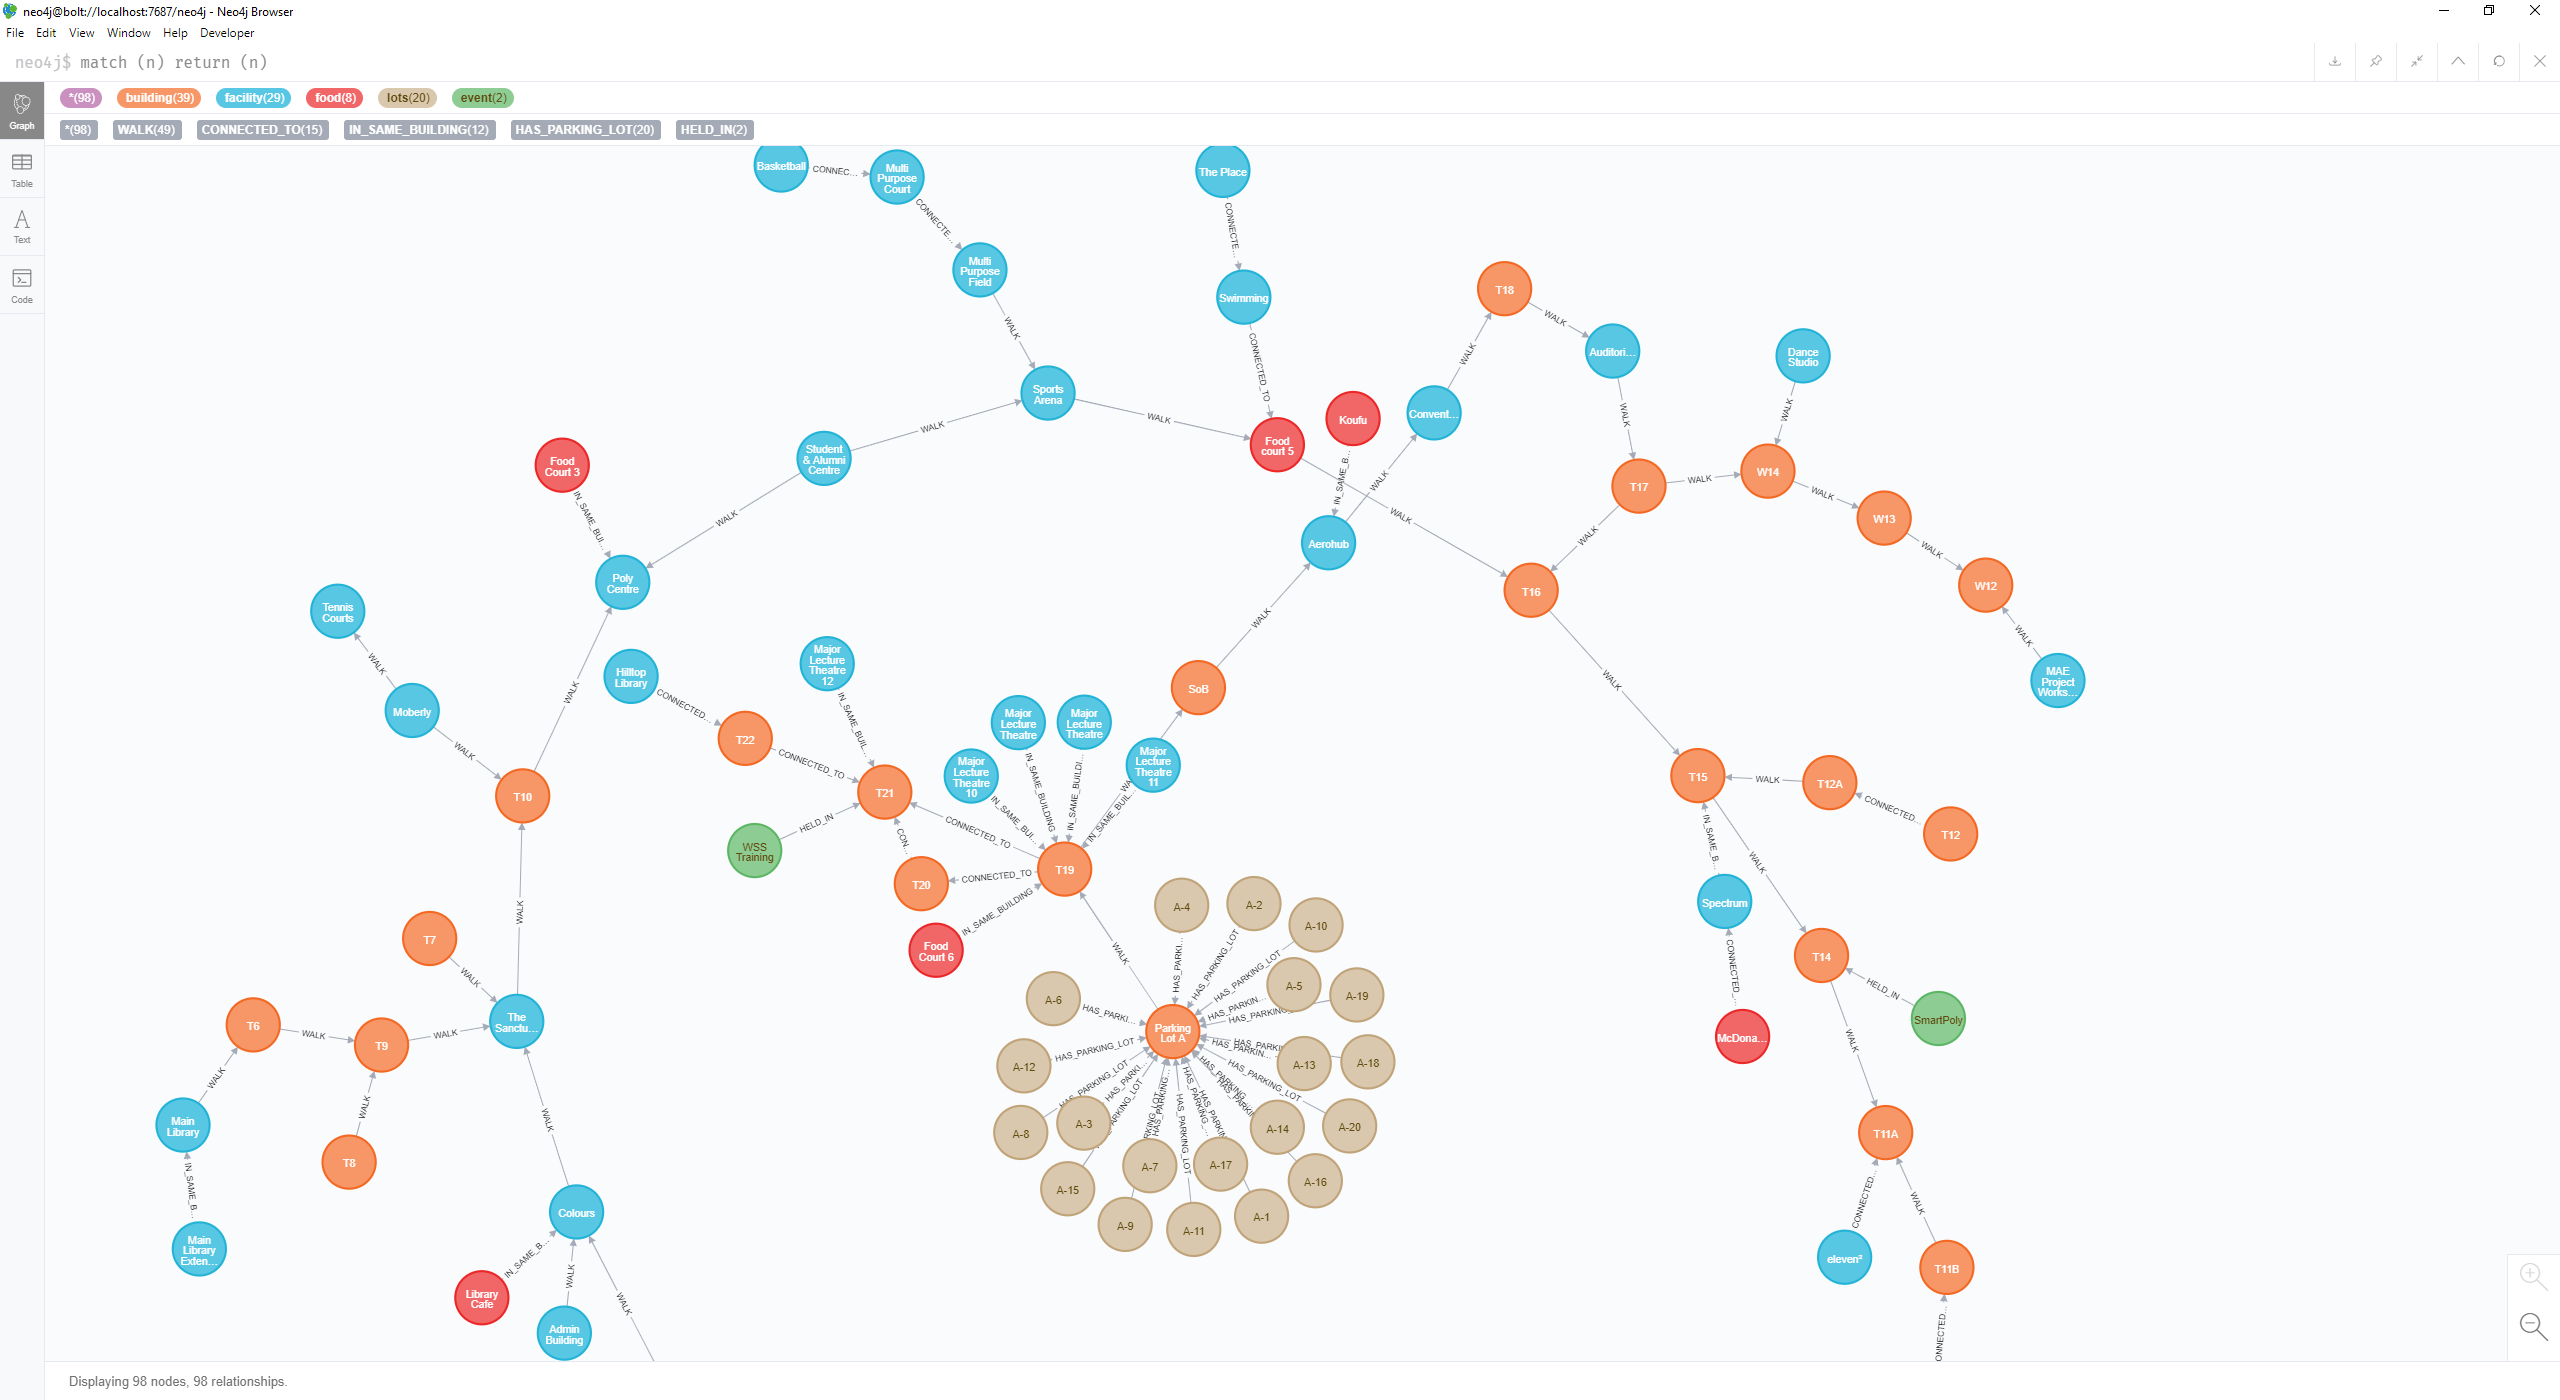 neo4j@bolt://localhost:7687/neo4j - Neo4j Browser
File Edit View Window Help Developer
neo4j$ match (n) return (n)
*(98) building(39) facility(29) food(8) lots(20) event(2)
*(98) WALK(49) CONNECTED_TO(15) IN_SAME_BUILDING(12) HAS_PARKING_LOT(20) HELD_IN(2)
Graph
Table
Text
Code
Basketball
CONNEC...
Multi
Purpose
Court
CONNECTE...
Multi
Purpose
Field
WALK
The Place
CONNECTE...
Swimming
CONNECTED_TO
T18
WALK
Auditori...
WALK
Dance
Studio
WALK
Sports
Arena
WALK
WALK
Student
& Alumni
Centre
WALK
Food
court 5
WALK
Koufu
IN_SAME_B...
Convent...
WALK
WALK
Aerohub
WALK
T17
WALK
WALK
W14
WALK
W13
WALK
W12
WALK
MAE
Project
Works...
T16
WALK
Food
Court 3
IN_SAME_BUI...
Poly
Centre
WALK
Tennis
Courts
WALK
Moberly
WALK
T10
WALK
Hilltop
Library
CONNECTED...
T22
CONNECTED_TO
Major
Lecture
Theatre
12
IN_SAME_BUIL...
T21
WSS
Training
HELD_IN
CON...
T20
CONNECTED_TO
CONNECTED_TO
Major
Lecture
Theatre
10
IN_SAME_BUI...
Major
Lecture
Theatre
IN_SAME_BUILDING
Major
Lecture
Theatre
IN_SAME_BUILDI...
Major
Lecture
Theatre
11
IN_SAME_BUIL...
SoB
T19
Food
Court 6
IN_SAME_BUILDING
WALK
T15
WALK
T12A
CONNECTED...
T12
IN_SAME_B...
Spectrum
CONNECTED...
McDona...
WALK
T14
HELD_IN
SmartPoly
WALK
T11A
CONNECTED...
eleven²
WALK
T11B
ONNECTED...
T7
WALK
T6
WALK
T9
WALK
The
Sanctu...
WALK
T8
WALK
Main
Library
IN_SAME_B...
Main
Library
Exten...
WALK
Colours
IN_SAME_B...
Library
Cafe
WALK
Admin
Building
WALK
Parking
Lot A
A-4
HAS_PARKI...
A-2
HAS_PARKING_LOT
A-10
HAS_PARKING_LOT
A-5
HAS_PARKIN...
A-19
A-6
HAS_PARKI...
A-12
HAS_PARKING_LOT
A-13
HAS_PARKIN...
A-18
A-8
A-3
HAS_PARKI...
A-14
A-20
HAS_PARKING_LOT
A-15
A-7
A-17
A-16
A-9
A-11
HAS_PARKING_LOT
A-1
Displaying 98 nodes, 98 relationships.